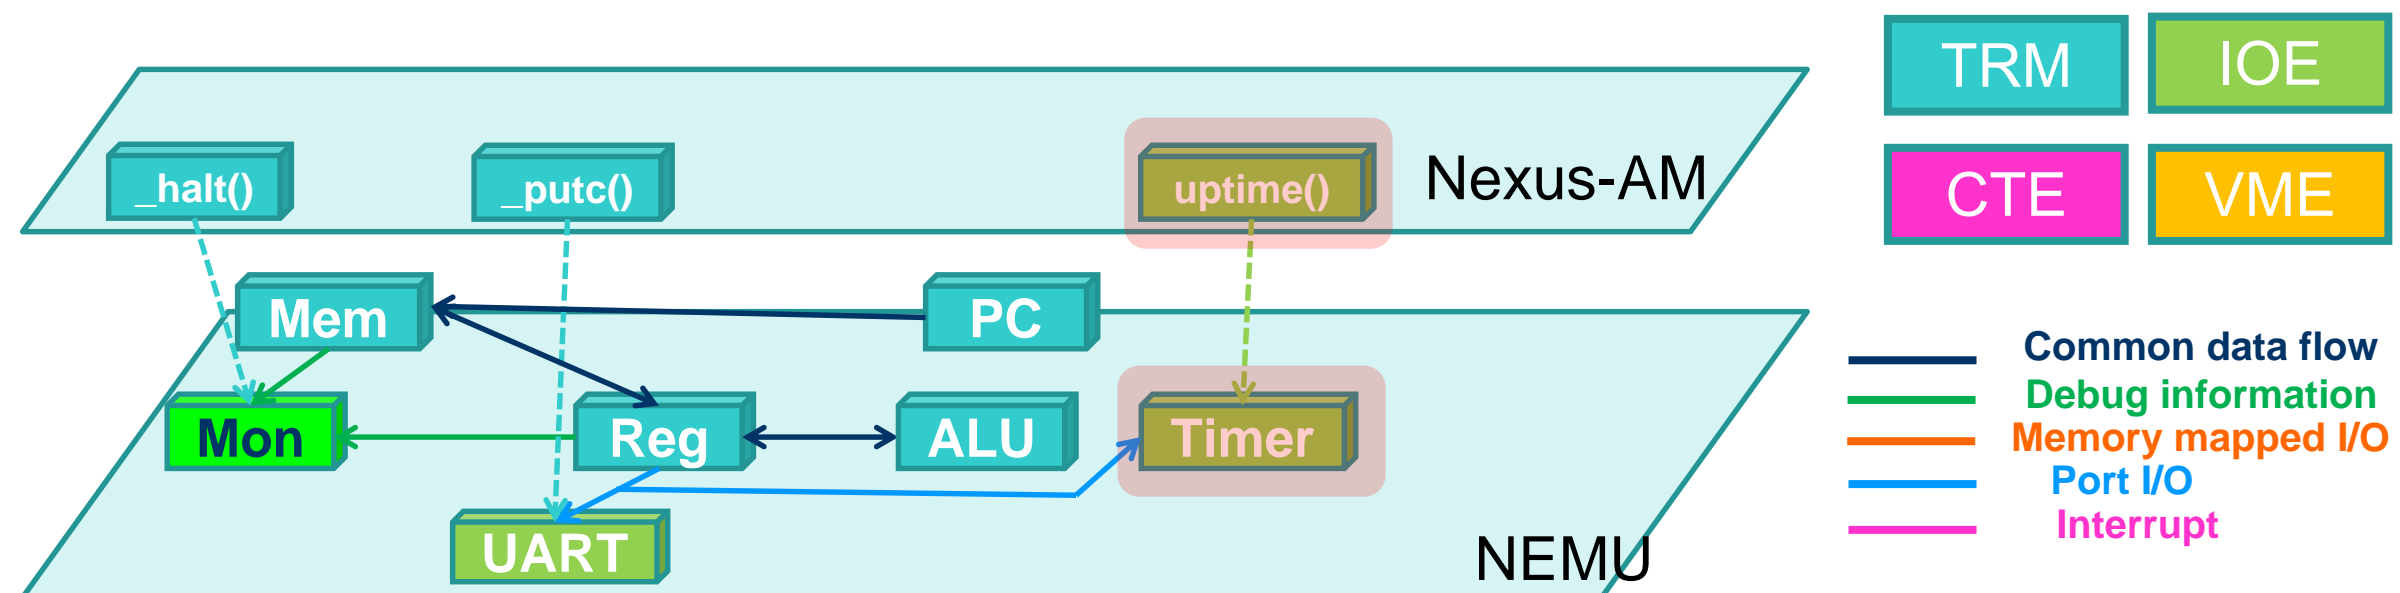 TRM
IOE
_halt()
_putc()
uptime()
Nexus-AM
CTE
VME
Mem
PC
Common data flow
Debug information
Mon
Reg
ALU
Timer
Memory mapped I/O
Port I/O
Interrupt
UART
NEMU